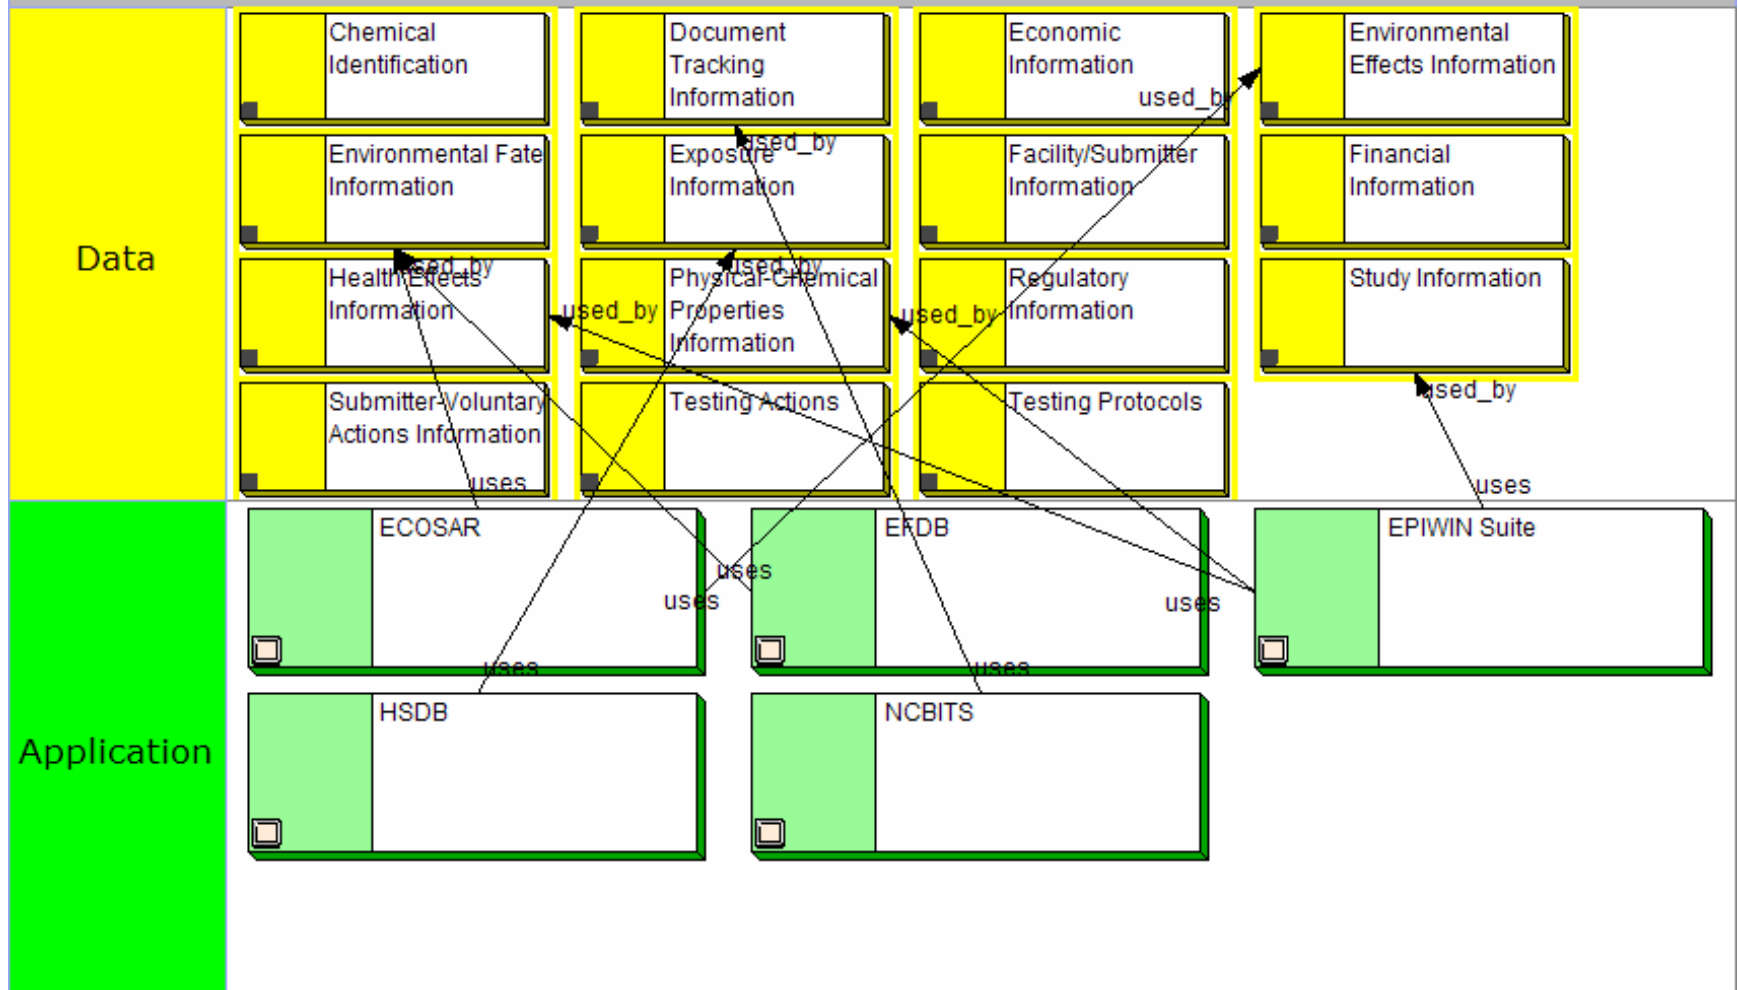 Data
Chemical
Identification
Document
Tracking
Information
Economic
Information
used_by
Environmental
Effects Information
Environmental Fate
Information
used_by
Exposure
Information
Facility/Submitter
Information
Financial
Information
used_by
Health Effects
Information
used_by
used_by
Physical-Chemical
Properties
Information
used_by
Regulatory
Information
Study Information
Submitter-Voluntary
Actions Information
Testing Actions
Testing Protocols
used_by
uses
uses
Application
ECOSAR
EFDB
EPIWIN Suite
uses
uses
uses
uses
uses
HSDB
NCBITS